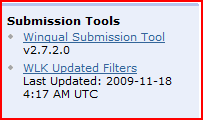 Submission Tools
Winqual Submission Tool
v2.7.2.0
WLK Updated Filters
Last Updated: 2009-11-18
4:17 AM UTC